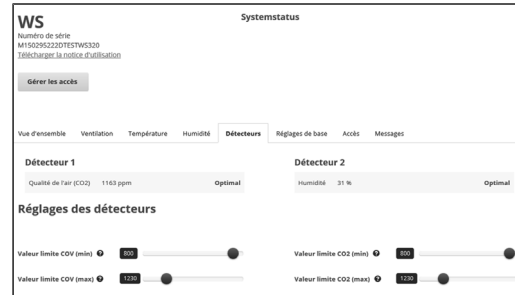 WS
Systemstatus
Numéro de série
M150295222DTESTWS320
Télécharger la notice d'utilisation
Gérer les accès
Vue d'ensemble Ventilation Température Humidité Détecteurs Réglages de base Accès Messages
Détecteur 1 Détecteur 2
Qualité de l'air (CO2) 1163 ppm Optimal Humidité 31 % Optimal
Réglages des détecteurs
Valeur limite COV (min) ? 800 Valeur limite CO2 (min) ? 800
Valeur limite COV (max) ? 1230 Valeur limite CO2 (max) ? 1230